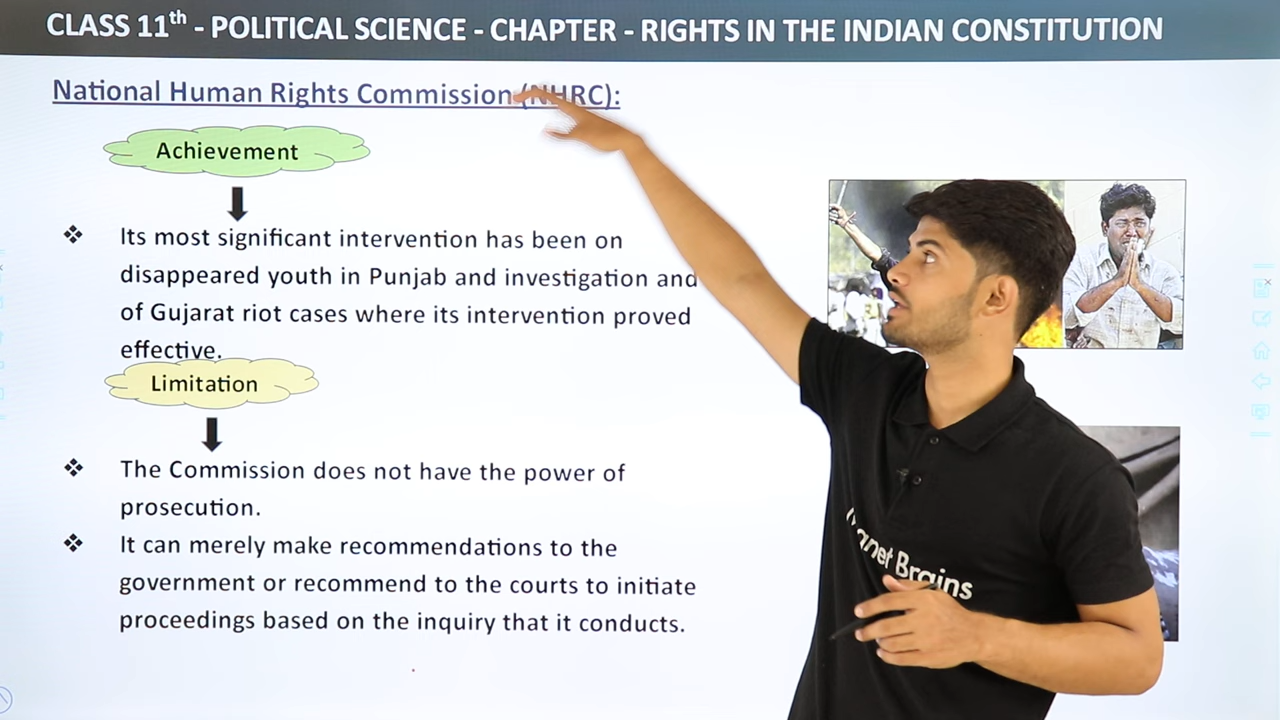 CLASS 11th - POLITICAL SCIENCE - CHAPTER - RIGHTS IN THE INDIAN CONSTITUTION
National Human Rights Commission (NHRC):
Achievement
❖ Its most significant intervention has been on
disappeared youth in Punjab and investigation and
of Gujarat riot cases where its intervention proved
effective.
Limitation
❖ The Commission does not have the power of
prosecution.
❖ It can merely make recommendations to the
government or recommend to the courts to initiate
proceedings based on the inquiry that it conducts.
Brains